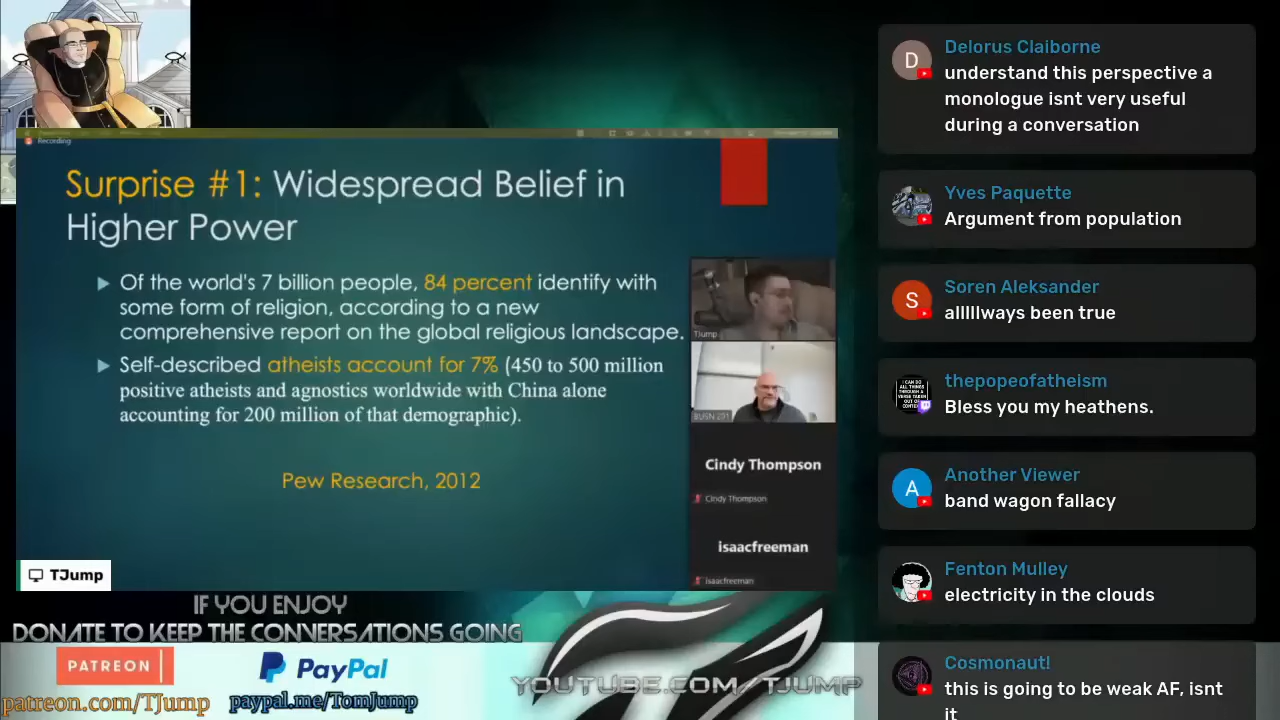 Recording
Surprise #1: Widespread Belief in
Higher Power
Of the world's 7 billion people, 84 percent identify with
some form of religion, according to a new
comprehensive report on the global religious landscape.
Self-described atheists account for 7% (450 to 500 million
positive atheists and agnostics worldwide with China alone
accounting for 200 million of that demographic).
Pew Research, 2012
TJump
BUSN 231
Cindy Thompson
Cindy Thompson
isaacfreeman
isaacfreeman
TJump
IF YOU ENJOY
DONATE TO KEEP THE CONVERSATIONS GOING
PATREON
PayPal
patreon.com/TJump
paypal.me/TomJump
YOUTUBE.COM/TJUMP
D
Delorus Claiborne
understand this perspective a
monologue isnt very useful
during a conversation
Yves Paquette
Argument from population
S
Soren Aleksander
alllllways been true
thepopeofatheism
Bless you my heathens.
A
Another Viewer
band wagon fallacy
Fenton Mulley
electricity in the clouds
Cosmonaut!
this is going to be weak AF, isnt
it